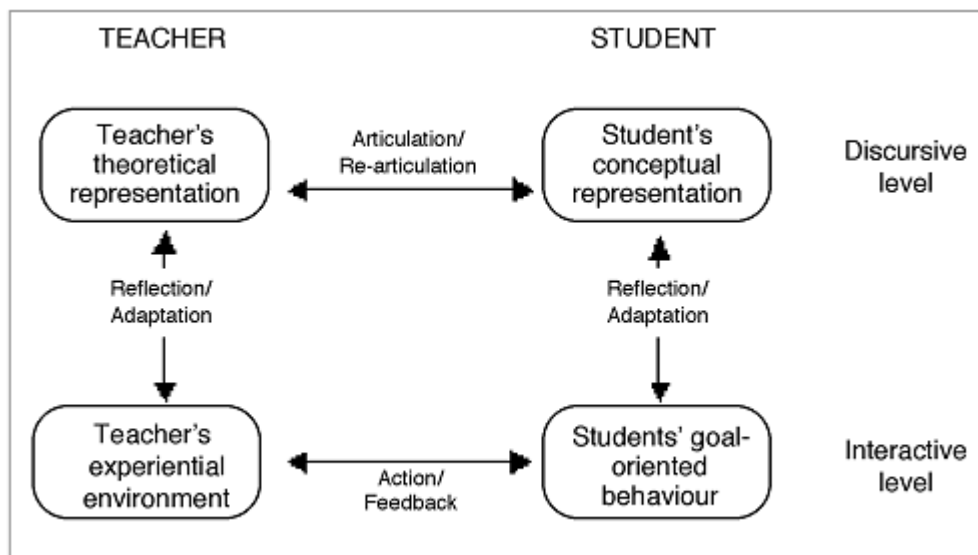 TEACHER
STUDENT
Teacher's
theoretical
representation
Articulation/
Re-articulation
Student's
conceptual
representation
Discursive
level
Reflection/
Adaptation
Reflection/
Adaptation
Teacher's
experiential
environment
Action/
Feedback
Students' goal-
oriented
behaviour
Interactive
level